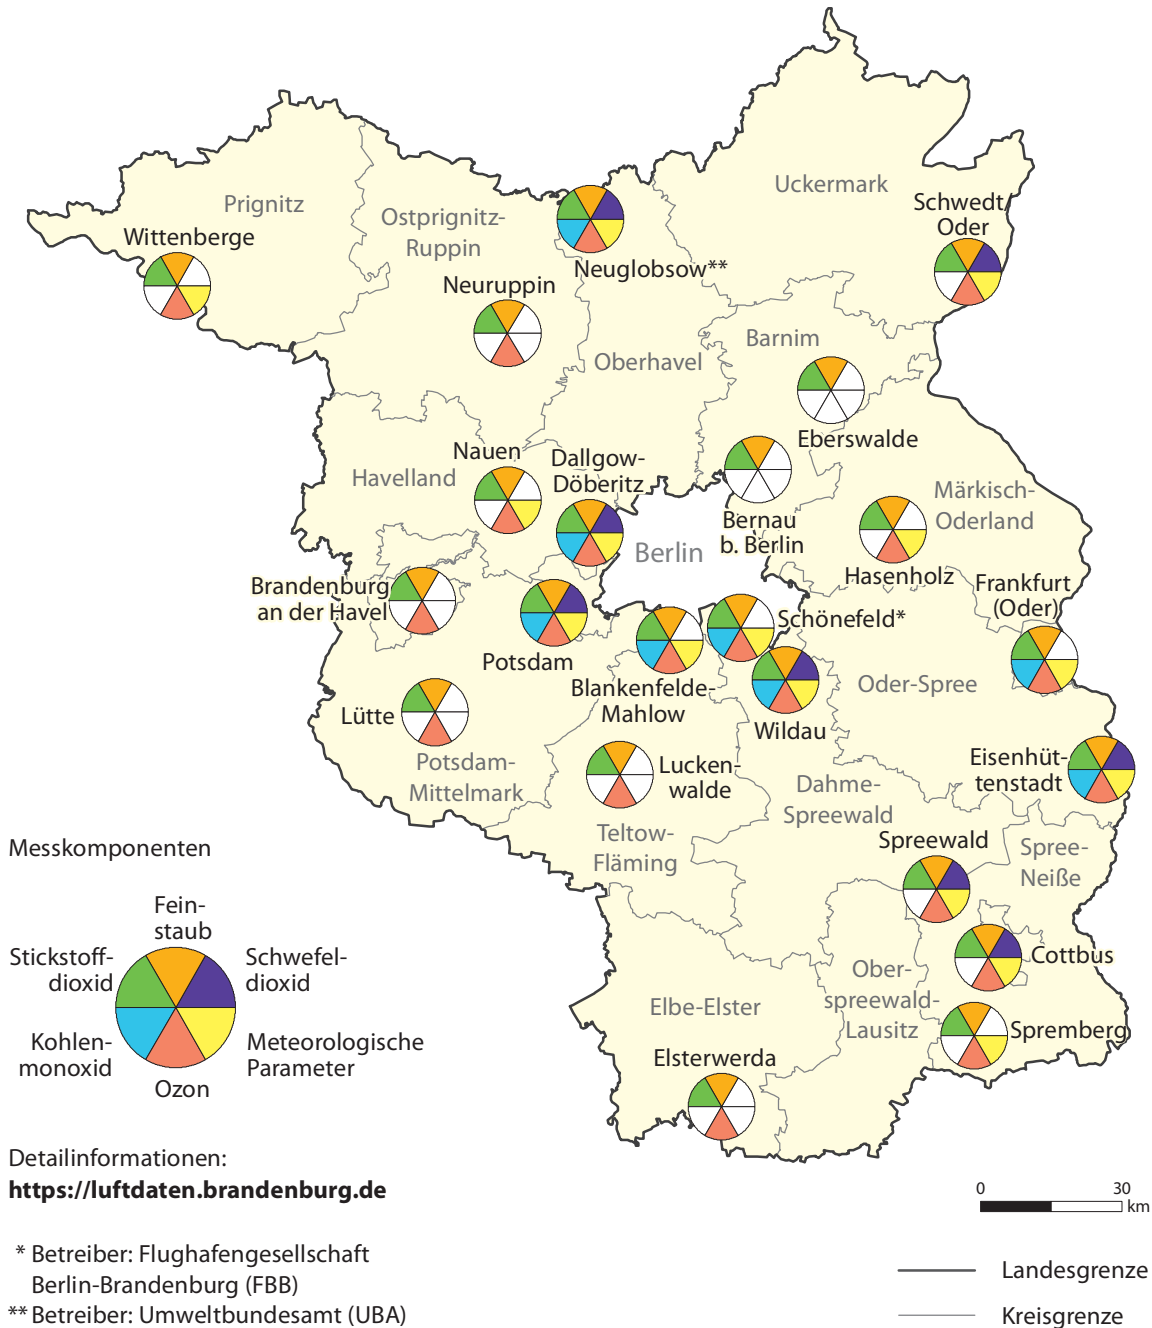 Prignitz
Wittenberge
Ostprignitz-
Ruppin
Neuruppin
Neuglobsow**
Uckermark
Schwedt/
Oder
Oberhavel
Barnim
Eberswalde
Havelland
Nauen
Dallgow-
Döberitz
Berlin
Bernau
b. Berlin
Märkisch-
Oderland
Hasenholz
Frankfurt
(Oder)
Brandenburg
an der Havel
Potsdam
Schönefeld*
Blankenfelde-
Mahlow
Wildau
Oder-Spree
Lütte
Potsdam-
Mittelmark
Lucken-
walde
Eisenhüt-
tenstadt
Dahme-
Spreewald
Teltow-
Fläming
Spreewald
Spree-
Neiße
Cottbus
Ober-
spreewald-
Lausitz
Spremberg
Elbe-Elster
Elsterwerda
Messkomponenten
Fein-
staub
Stickstoff-
dioxid
Schwefel-
dioxid
Kohlen-
monoxid
Meteorologische
Parameter
Ozon
Detailinformationen:
https://luftdaten.brandenburg.de
* Betreiber: Flughafengesellschaft
Berlin-Brandenburg (FBB)
** Betreiber: Umweltbundesamt (UBA)
0 30
km
Landesgrenze
Kreisgrenze